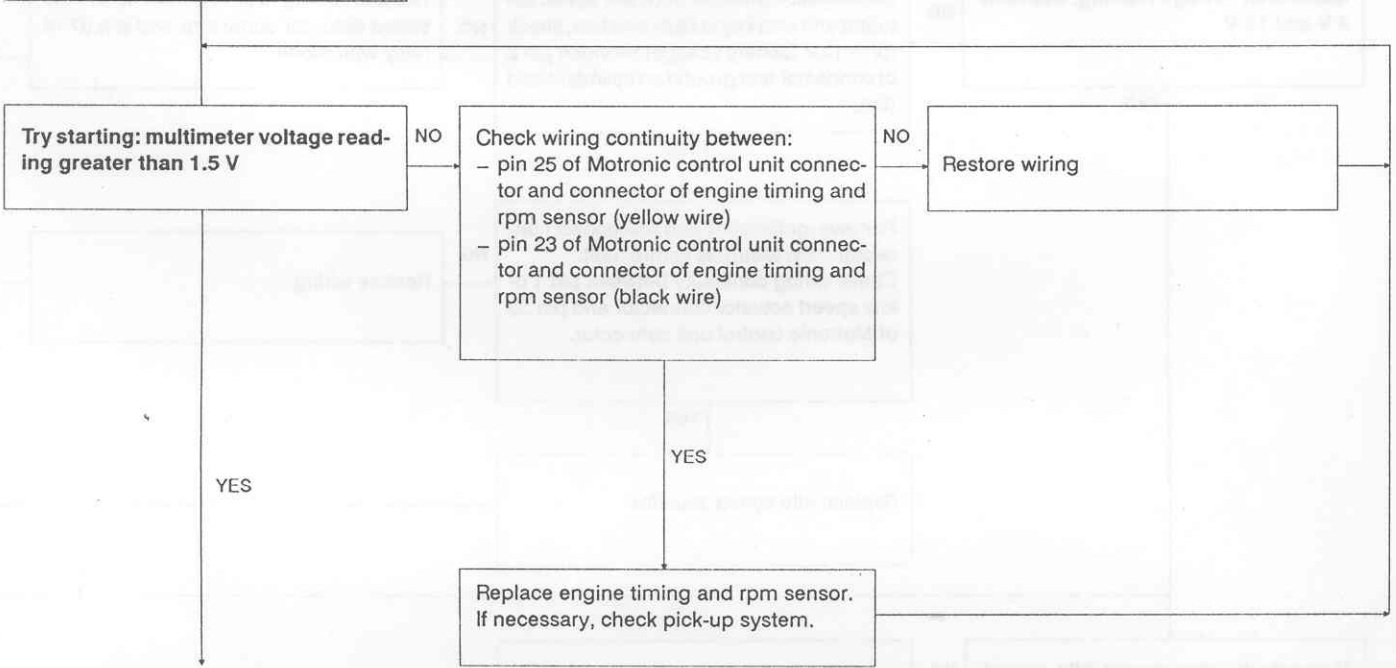 Try starting: multimeter voltage read-
ing greater than 1.5 V
NO
Check wiring continuity between:
– pin 25 of Motronic control unit connec-
tor and connector of engine timing and
rpm sensor (yellow wire)
– pin 23 of Motronic control unit connec-
tor and connector of engine timing and
rpm sensor (black wire)
NO
Restore wiring
YES
YES
Replace engine timing and rpm sensor.
If necessary, check pick-up system.